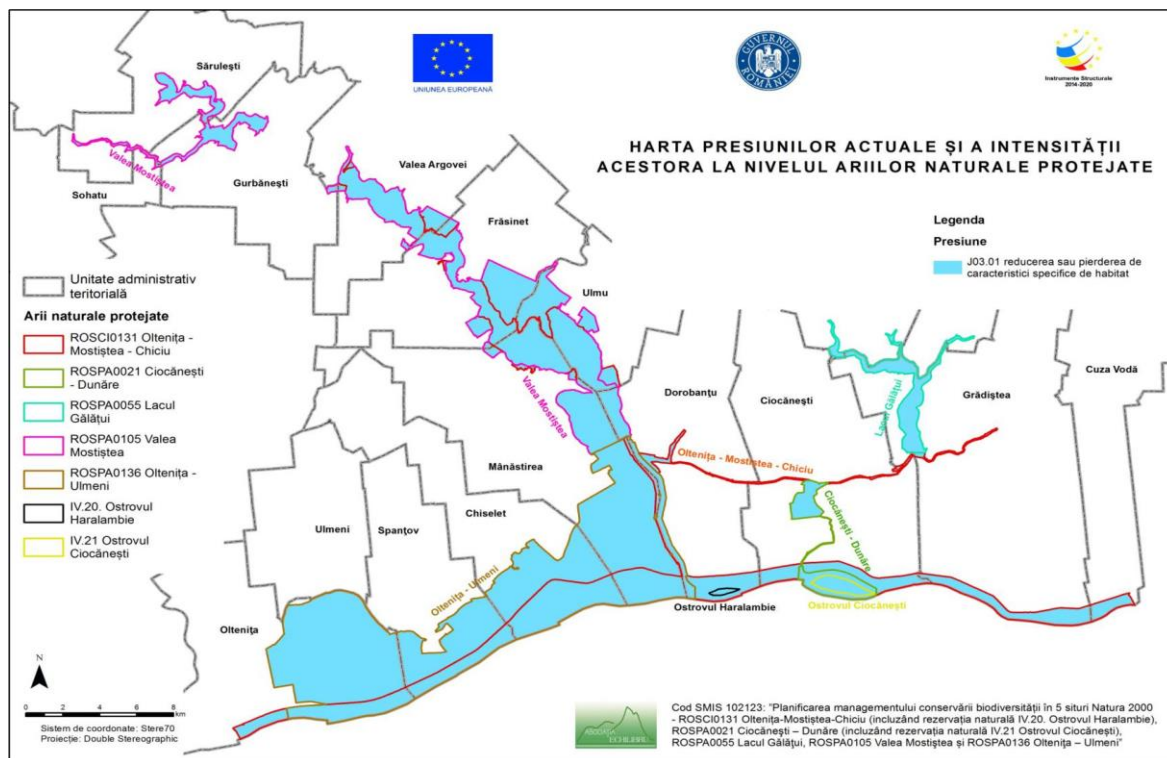 Sărulești
UNIUNEA EUROPEANĂ
GUVERNUL ROMÂNIEI
Instrumente Structurale
2014-2020
HARTA PRESIUNILOR ACTUALE ȘI A INTENSITĂȚII
ACESTORA LA NIVELUL ARIILOR NATURALE PROTEJATE
Valea Mostiștea
Sohatu
Gurbănești
Valea Argovei
Frăsinet
Ulmu
Legenda
Presiune
J03.01 reducerea sau pierderea de
caracteristici specifice de habitat
Unitate administrativ
teritorială
Arii naturale protejate
ROSCI0131 Oltenița -
Mostiștea - Chiciu
ROSPA0021 Ciocănești
- Dunăre
ROSPA0055 Lacul
Gălățui
ROSPA0105 Valea
Mostiștea
ROSPA0136 Oltenița -
Ulmeni
IV.20. Ostrovul
Haralambie
IV.21 Ostrovul
Ciocănești
Valea Mostiștea
Dorobanțu
Ciocănești
Lacul Gălățui
Grădiștea
Cuza Vodă
Oltenița - Mostistea - Chiciu
Mânăstirea
Chiselet
Spanțov
Ulmeni
Oltenița
Oltenița - Ulmeni
Ciocănești - Dunăre
Ostrovul Haralambie
Ostrovul Ciocănești
N
0 2 4 6 8
km
Sistem de coordonate: Stere70
Proiecție: Double Stereographic
ASOCIAȚIA
ECHILIBRU
Cod SMIS 102123: "Planificarea managementului conservării biodiversității în 5 situri Natura 2000
- ROSCI0131 Oltenița-Mostiștea-Chiciu (incluzând rezervația naturală IV.20. Ostrovul Haralambie),
ROSPA0021 Ciocănești – Dunăre (incluzând rezervația naturală IV.21 Ostrovul Ciocănești),
ROSPA0055 Lacul Gălățui, ROSPA0105 Valea Mostiștea și ROSPA0136 Oltenița – Ulmeni"